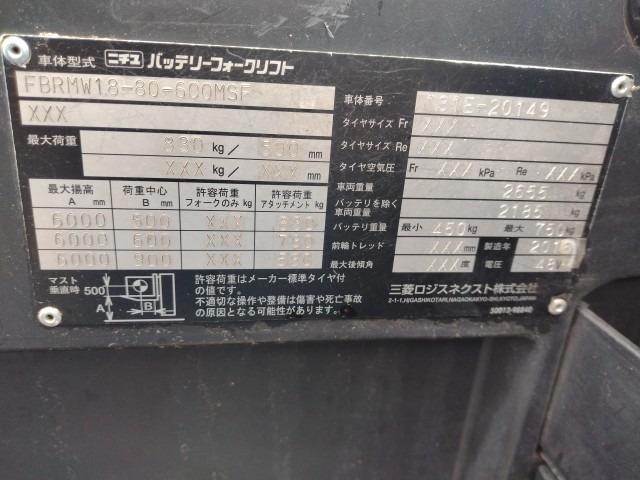 車体型式 ニチユ バッテリーフォークリフト
FBRMW18-80-600MSF
XXX
最大荷重 830 kg/ 500 mm
XXX kg/ XXX mm
最大揚高 A mm 荷重中心 B mm 許容荷重 フォークのみ kg 許容荷重 アタッチメント kg
6000 500 XXX
6000 600 XXX
6000 900 XXX
マスト垂直時 500 A B
許容荷重はメーカー標準タイヤ付
の値です。
不適切な操作や整備は傷害や死亡事故
の原因となる可能性があります。
車体番号 131E-20149
タイヤサイズ Fr XXX
タイヤサイズ Re XXX
タイヤ空気圧 Fr XXX kPa Re XXX kPa
車両重量 2555 kg
バッテリを除く車両重量 2185 kg
バッテリ重量 最小 450 kg 最大 750 kg
前輪トレッド XXX mm 製造年
最大後傾角 XXX 度 電圧 48
三菱ロジスネクスト株式会社
2-1-1,HIGASHIKOTARI,NAGAOKAKYO-SHI,KYOTO,JAPAN